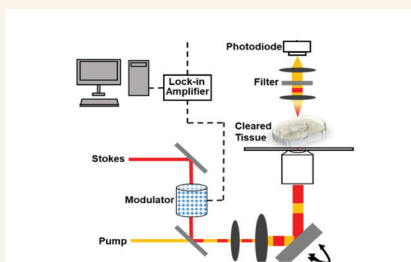 Photodiode
Lock-in
Amplifier
Filter
Cleared
Tissue
Stokes
Modulator
Pump